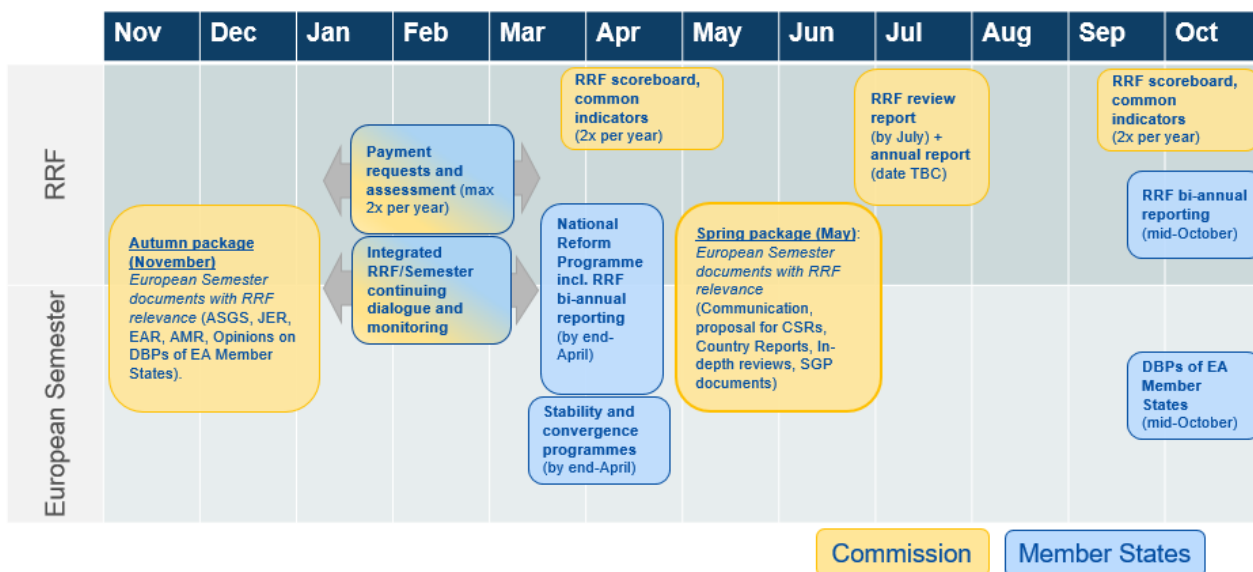 Nov Dec Jan Feb Mar Apr May Jun Jul Aug Sep Oct
RRF
European Semester
Autumn package
(November)
European Semester
documents with RRF
relevance (ASGS, JER,
EAR, AMR, Opinions on
DBPs of EA Member
States).
Payment
requests and
assessment (max
2x per year)
Integrated
RRF/Semester
continuing
dialogue and
monitoring
RRF scoreboard,
common
indicators
(2x per year)
National
Reform
Programme
incl. RRF
bi-annual
reporting
(by end-
April)
Stability and
convergence
programmes
(by end-April)
Spring package (May):
European Semester
documents with RRF
relevance
(Communication,
proposal for CSRs,
Country Reports, In-
depth reviews, SGP
documents)
RRF review
report
(by July) +
annual report
(date TBC)
RRF scoreboard,
common
indicators
(2x per year)
RRF bi-annual
reporting
(mid-October)
DBPs of EA
Member
States
(mid-October)
Commission
Member States